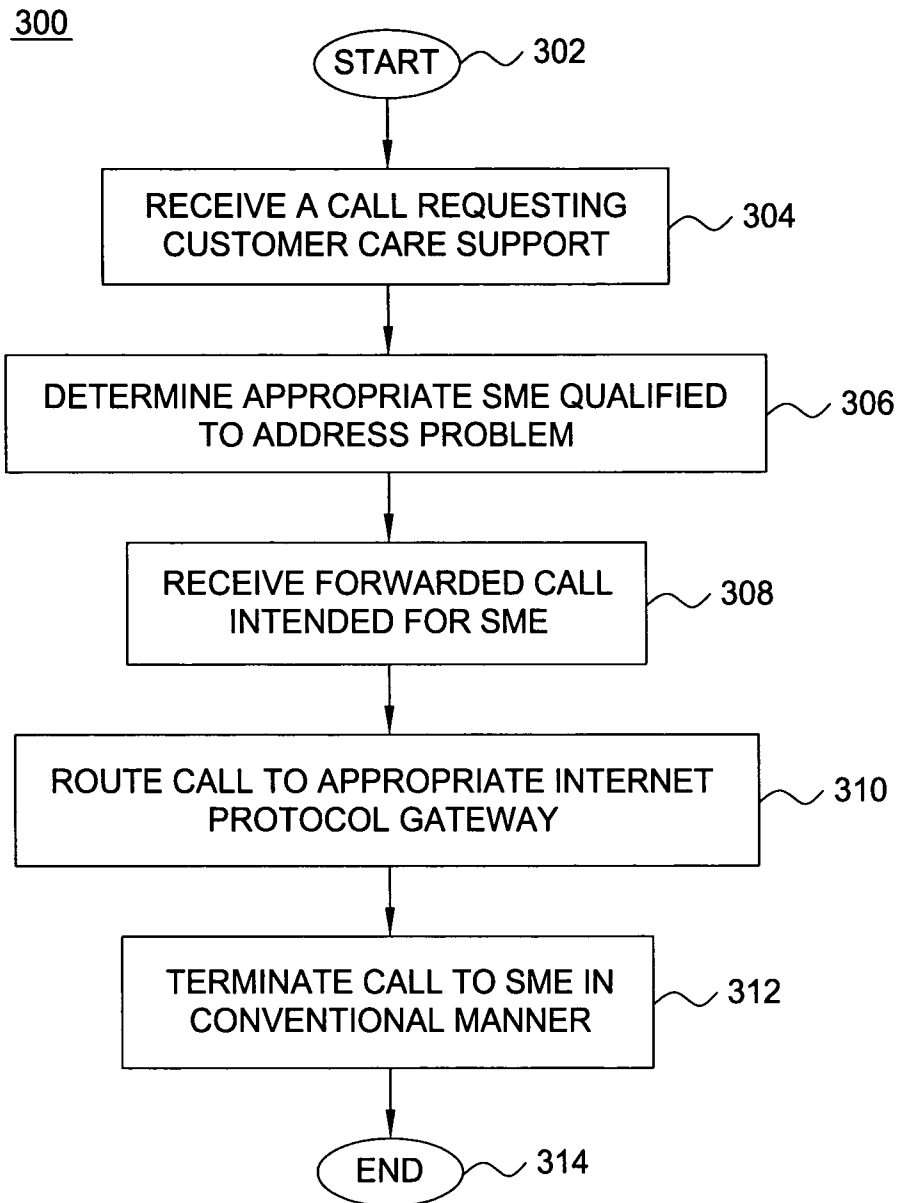 300
START
302
RECEIVE A CALL REQUESTING
CUSTOMER CARE SUPPORT
304
DETERMINE APPROPRIATE SME QUALIFIED
TO ADDRESS PROBLEM
306
RECEIVE FORWARDED CALL
INTENDED FOR SME
308
ROUTE CALL TO APPROPRIATE INTERNET
PROTOCOL GATEWAY
310
TERMINATE CALL TO SME IN
CONVENTIONAL MANNER
312
END
314